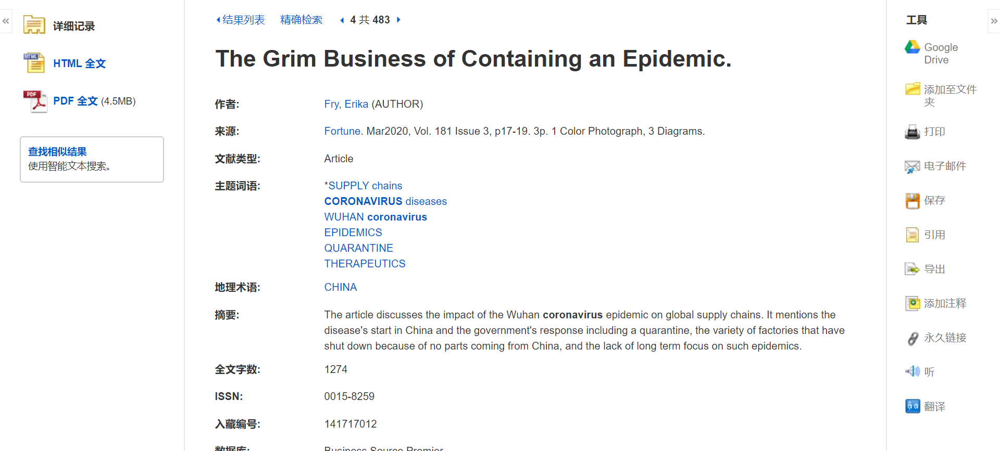 «
详细记录
HTML
HTML 全文
PDF
PDF 全文 (4.5MB)
查找相似结果
使用智能文本搜索。
结果列表 精确检索 4 共 483
The Grim Business of Containing an Epidemic.
作者: Fry, Erika (AUTHOR)
来源: Fortune. Mar2020, Vol. 181 Issue 3, p17-19. 3p. 1 Color Photograph, 3 Diagrams.
文献类型: Article
主题词语: *SUPPLY chains
CORONAVIRUS diseases
WUHAN coronavirus
EPIDEMICS
QUARANTINE
THERAPEUTICS
地理术语: CHINA
摘要: The article discusses the impact of the Wuhan coronavirus epidemic on global supply chains. It mentions the
disease's start in China and the government's response including a quarantine, the variety of factories that have
shut down because of no parts coming from China, and the lack of long term focus on such epidemics.
全文字数: 1274
ISSN: 0015-8259
入藏编号: 141717012
数据库: Business Source Premier
工具
»
Google
Drive
添加至文件
夹
打印
电子邮件
保存
引用
导出
添加注释
永久链接
听
翻译